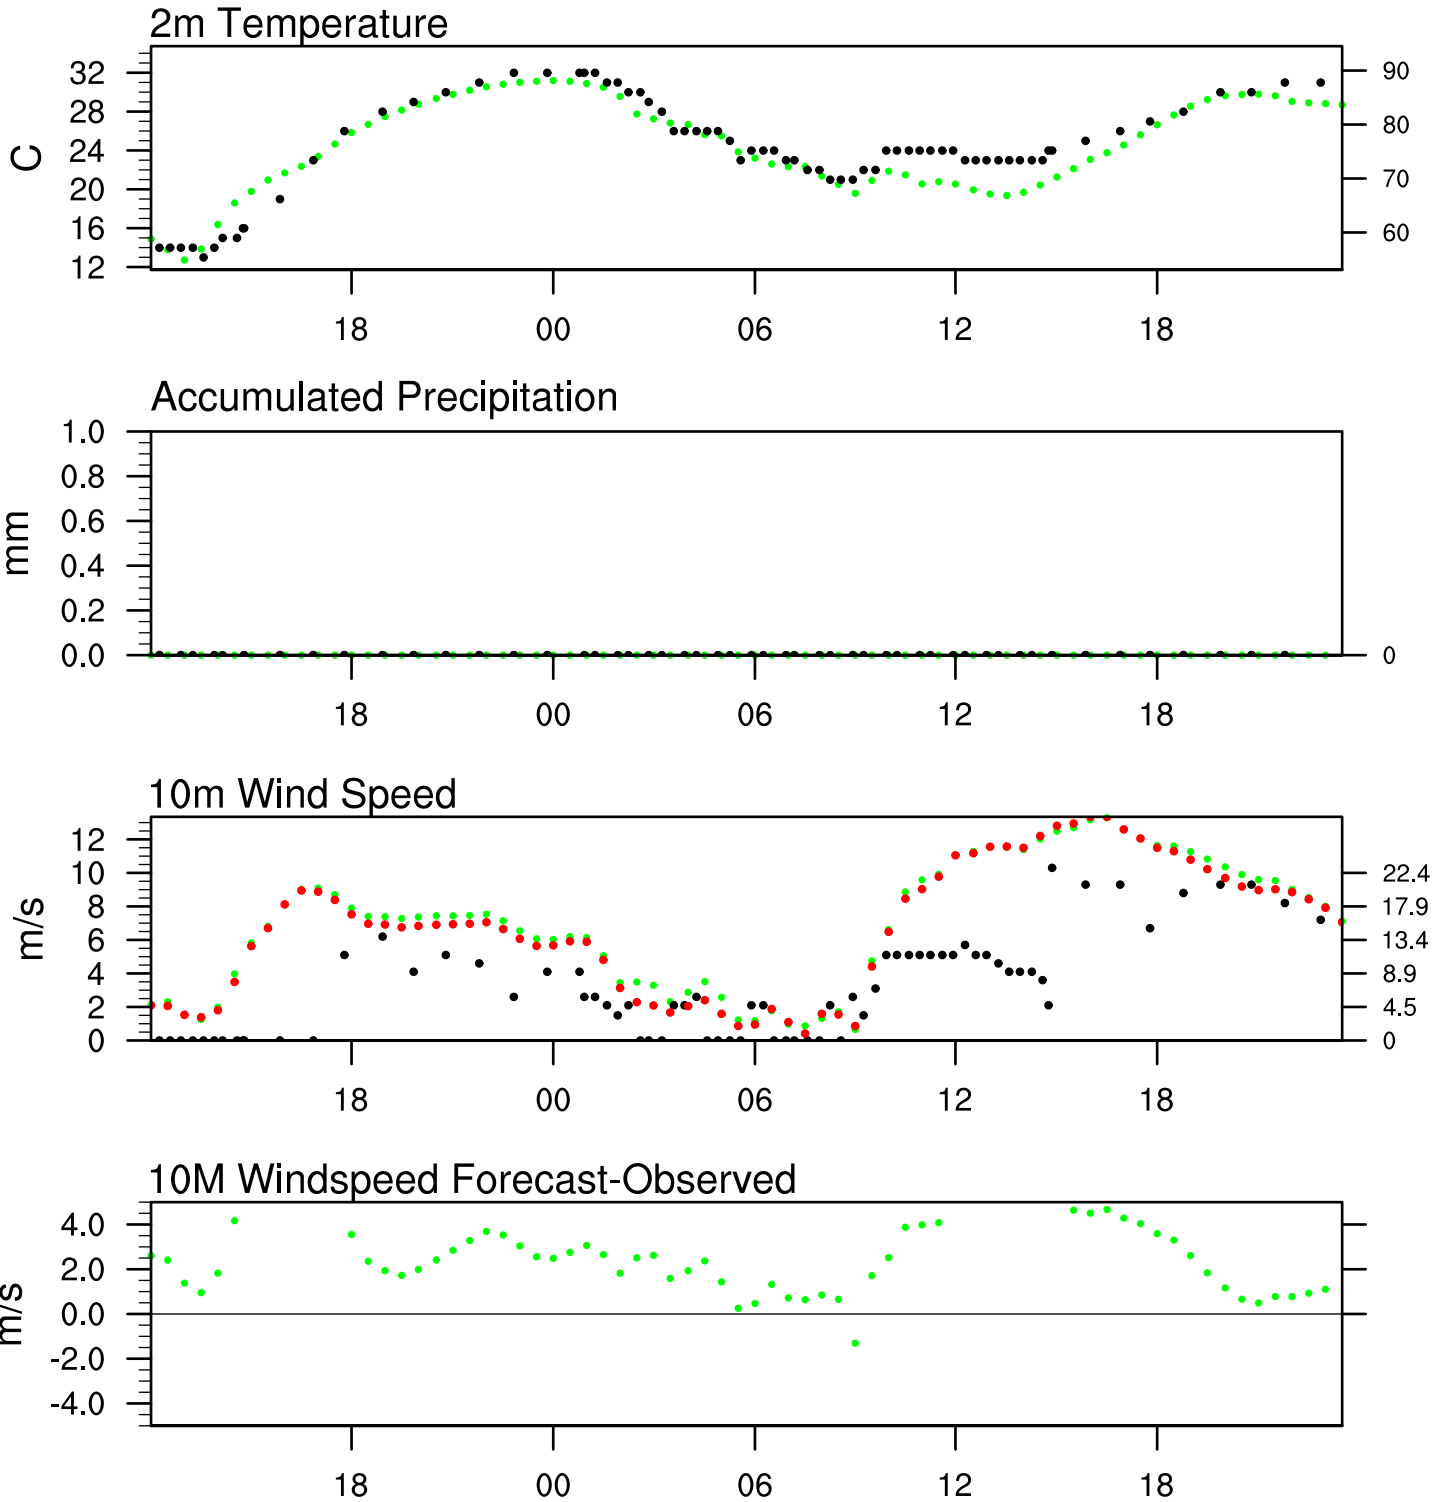 2m Temperature
32
28
24
20
16
12
C
90
80
70
60
18 00 06 12 18
Accumulated Precipitation
1.0
0.8
0.6
0.4
0.2
0.0
mm
0
18 00 06 12 18
10m Wind Speed
12
10
8
6
4
2
0
m/s
22.4
17.9
13.4
8.9
4.5
0
18 00 06 12 18
10M Windspeed Forecast-Observed
4.0
2.0
0.0
-2.0
-4.0
m/s
18 00 06 12 18